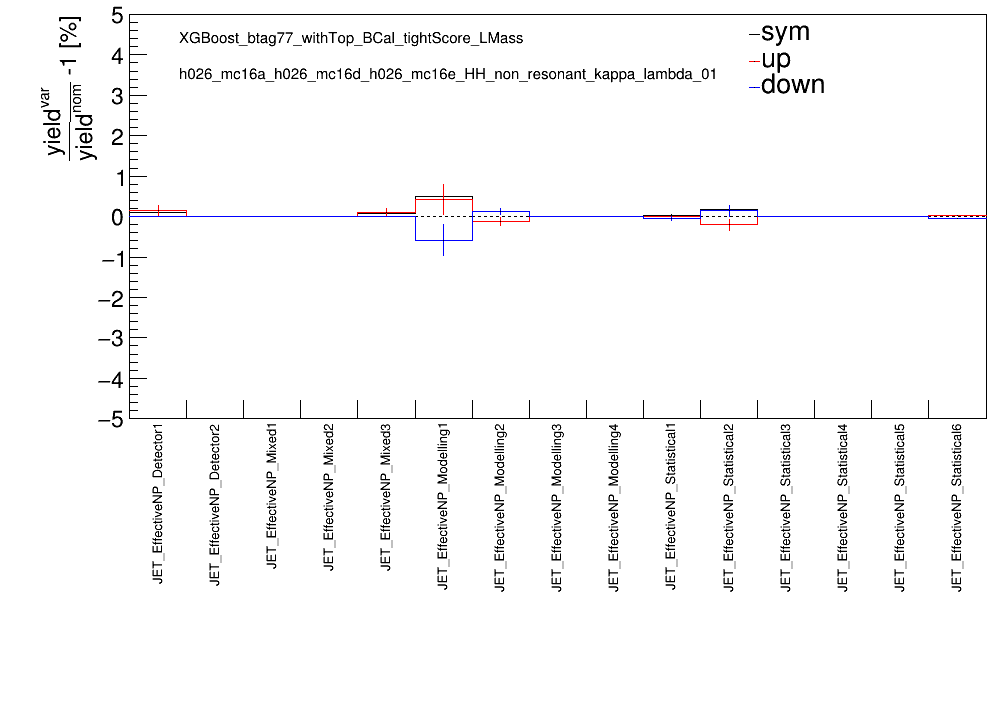 yield^var / yield^nom -1 [%]
5
4
3
2
1
0
−1
−2
−3
−4
−5
XGBoost_btag77_withTop_BCal_tightScore_LMass
h026_mc16a_h026_mc16d_h026_mc16e_HH_non_resonant_kappa_lambda_01
sym
up
down
JET_EffectiveNP_Detector1
JET_EffectiveNP_Detector2
JET_EffectiveNP_Mixed1
JET_EffectiveNP_Mixed2
JET_EffectiveNP_Mixed3
JET_EffectiveNP_Modelling1
JET_EffectiveNP_Modelling2
JET_EffectiveNP_Modelling3
JET_EffectiveNP_Modelling4
JET_EffectiveNP_Statistical1
JET_EffectiveNP_Statistical2
JET_EffectiveNP_Statistical3
JET_EffectiveNP_Statistical4
JET_EffectiveNP_Statistical5
JET_EffectiveNP_Statistical6